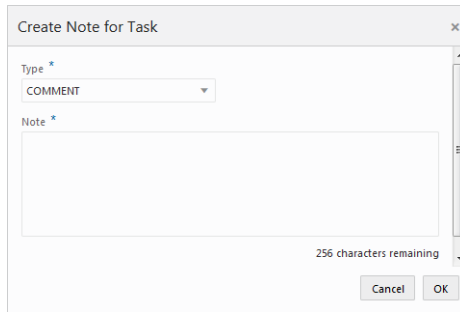 Create Note for Task ×
Type *
COMMENT
Note *
256 characters remaining
Cancel OK